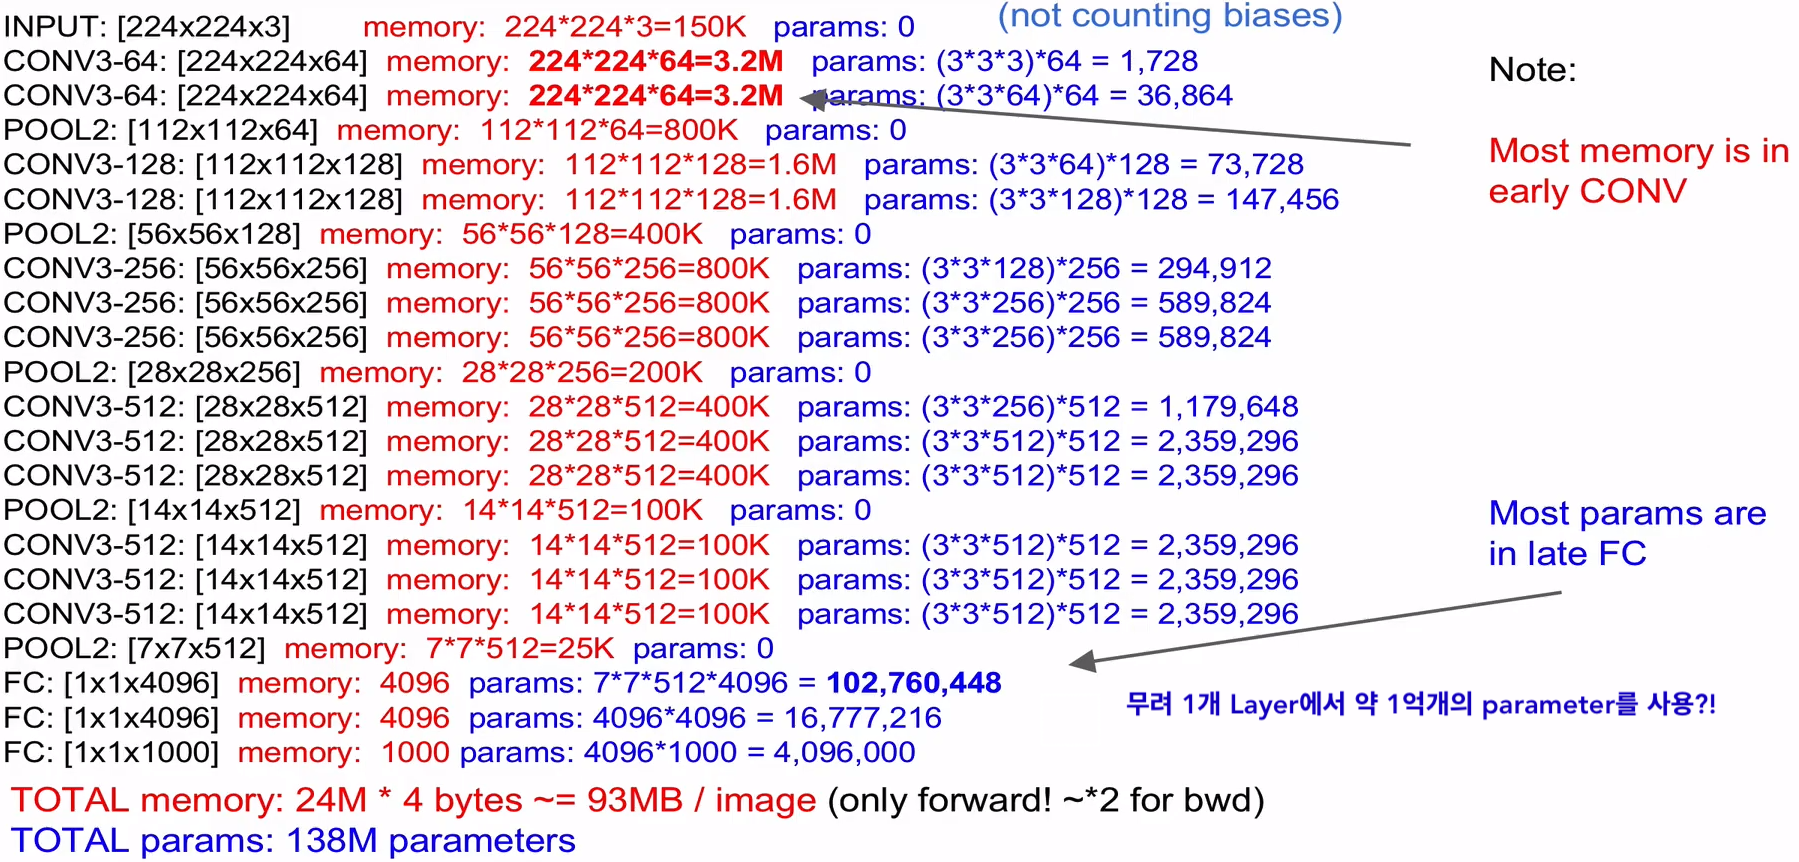 (not counting biases)
INPUT: [224x224x3] memory: 224*224*3=150K params: 0
CONV3-64: [224x224x64] memory: 224*224*64=3.2M params: (3*3*3)*64 = 1,728
CONV3-64: [224x224x64] memory: 224*224*64=3.2M params: (3*3*64)*64 = 36,864
POOL2: [112x112x64] memory: 112*112*64=800K params: 0
CONV3-128: [112x112x128] memory: 112*112*128=1.6M params: (3*3*64)*128 = 73,728
CONV3-128: [112x112x128] memory: 112*112*128=1.6M params: (3*3*128)*128 = 147,456
POOL2: [56x56x128] memory: 56*56*128=400K params: 0
CONV3-256: [56x56x256] memory: 56*56*256=800K params: (3*3*128)*256 = 294,912
CONV3-256: [56x56x256] memory: 56*56*256=800K params: (3*3*256)*256 = 589,824
CONV3-256: [56x56x256] memory: 56*56*256=800K params: (3*3*256)*256 = 589,824
POOL2: [28x28x256] memory: 28*28*256=200K params: 0
CONV3-512: [28x28x512] memory: 28*28*512=400K params: (3*3*256)*512 = 1,179,648
CONV3-512: [28x28x512] memory: 28*28*512=400K params: (3*3*512)*512 = 2,359,296
CONV3-512: [28x28x512] memory: 28*28*512=400K params: (3*3*512)*512 = 2,359,296
POOL2: [14x14x512] memory: 14*14*512=100K params: 0
CONV3-512: [14x14x512] memory: 14*14*512=100K params: (3*3*512)*512 = 2,359,296
CONV3-512: [14x14x512] memory: 14*14*512=100K params: (3*3*512)*512 = 2,359,296
CONV3-512: [14x14x512] memory: 14*14*512=100K params: (3*3*512)*512 = 2,359,296
POOL2: [7x7x512] memory: 7*7*512=25K params: 0
FC: [1x1x4096] memory: 4096 params: 7*7*512*4096 = 102,760,448
FC: [1x1x4096] memory: 4096 params: 4096*4096 = 16,777,216
FC: [1x1x1000] memory: 1000 params: 4096*1000 = 4,096,000
TOTAL memory: 24M * 4 bytes ~= 93MB / image (only forward! ~*2 for bwd)
TOTAL params: 138M parameters
Note:
Most memory is in
early CONV
Most params are
in late FC
무려 1개 Layer에서 약 1억개의 parameter를 사용?!